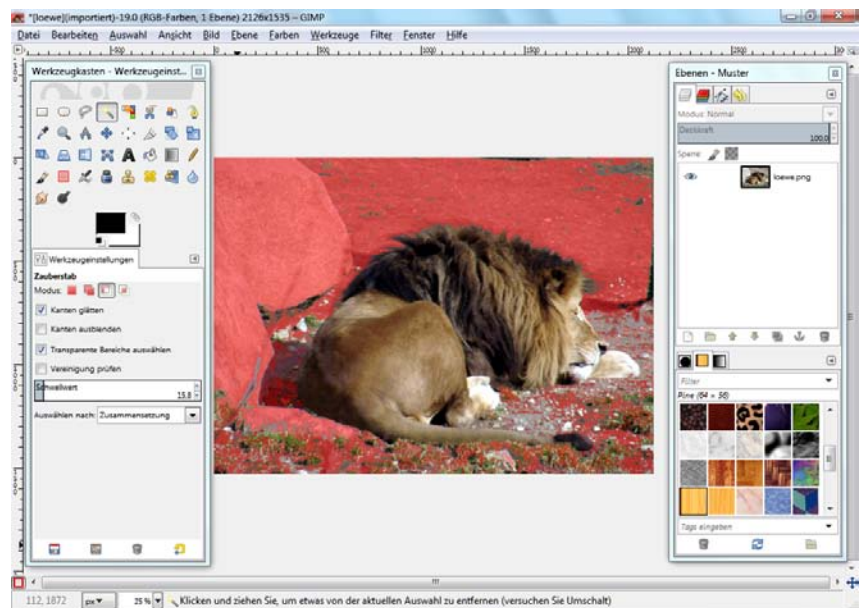 *[loewe](importiert)-19.0 (RGB-Farben, 1 Ebene) 2126x1535 – GIMP
Datei Bearbeiten Auswahl Ansicht Bild Ebene Farben Werkzeuge Filter Fenster Hilfe
Werkzeugkasten - Werkzeugeinst...
Werkzeugeinstellungen
Zauberstab
Modus:
Kanten glätten
Kanten ausblenden
Transparente Bereiche auswählen
Vereinigung prüfen
Schwellwert
15.8
Auswählen nach: Zusammensetzung
Ebenen - Muster
Modus: Normal
Deckkraft
100.0
Sperre:
loewe.png
Filter
Pine (64 × 56)
Tags eingeben
112, 1872 px 25 % Klicken und ziehen Sie, um etwas von der aktuellen Auswahl zu entfernen (versuchen Sie Umschalt)